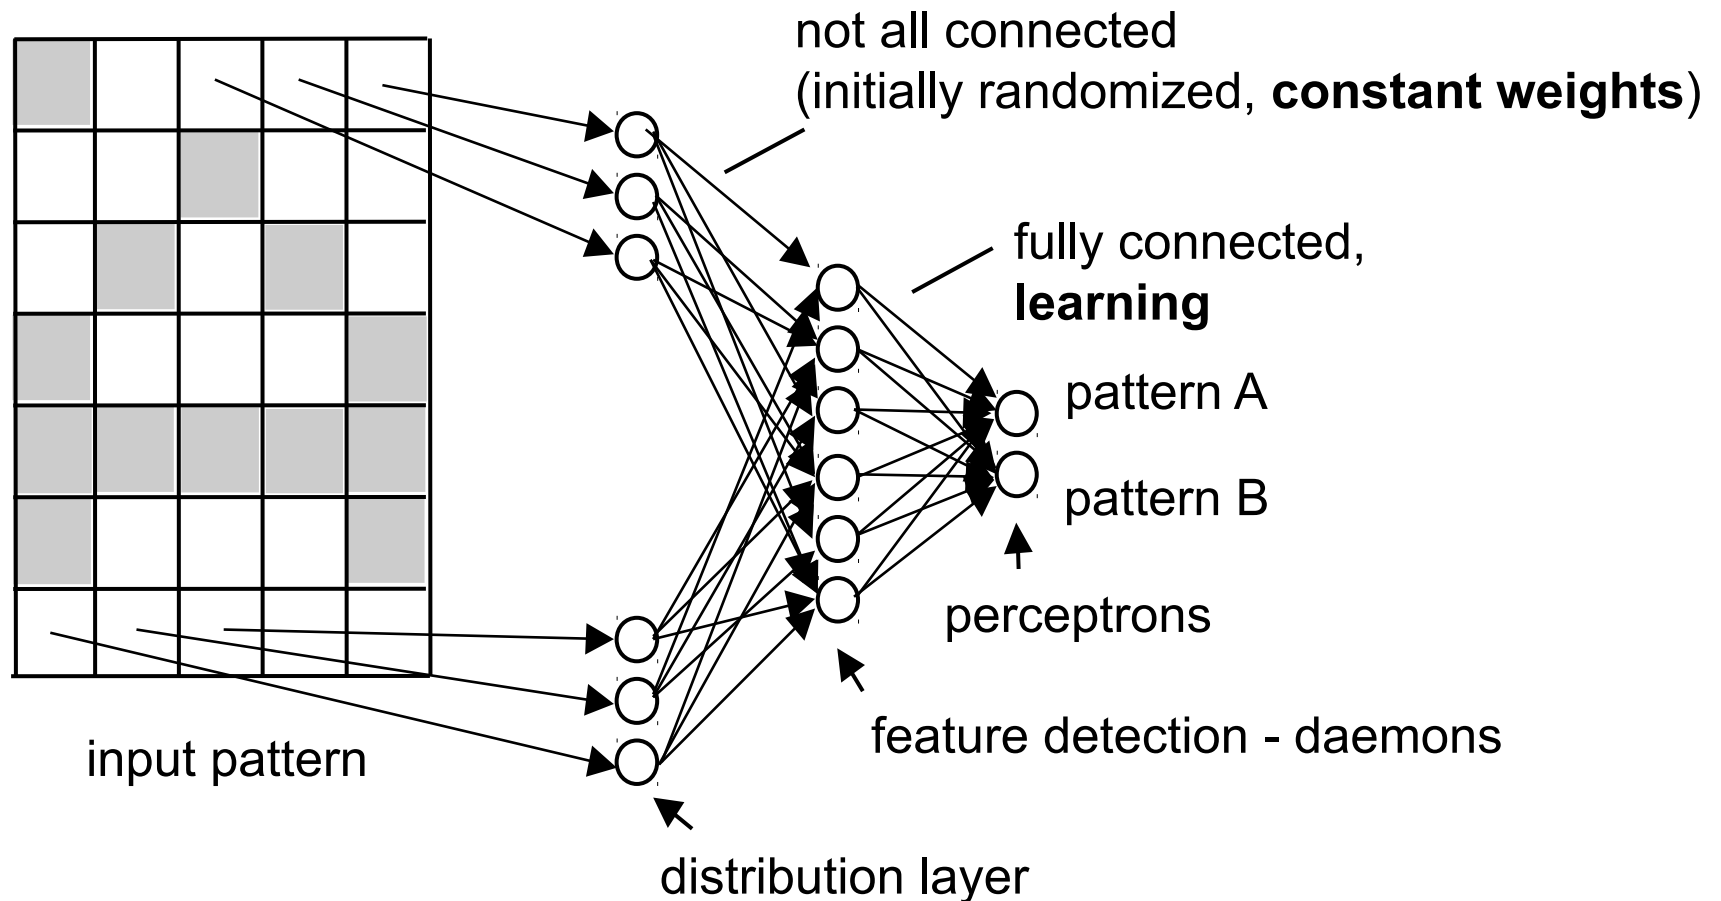 not all connected
(initially randomized, constant weights)
fully connected,
learning
pattern A
pattern B
perceptrons
feature detection - daemons
input pattern
distribution layer